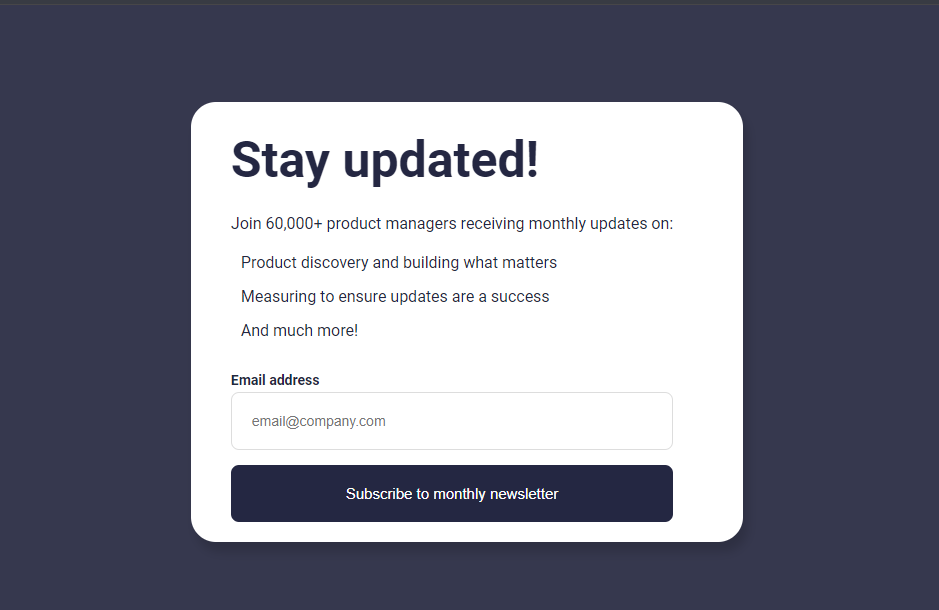 Stay updated!
Join 60,000+ product managers receiving monthly updates on:
Product discovery and building what matters
Measuring to ensure updates are a success
And much more!
Email address
email@company.com
Subscribe to monthly newsletter